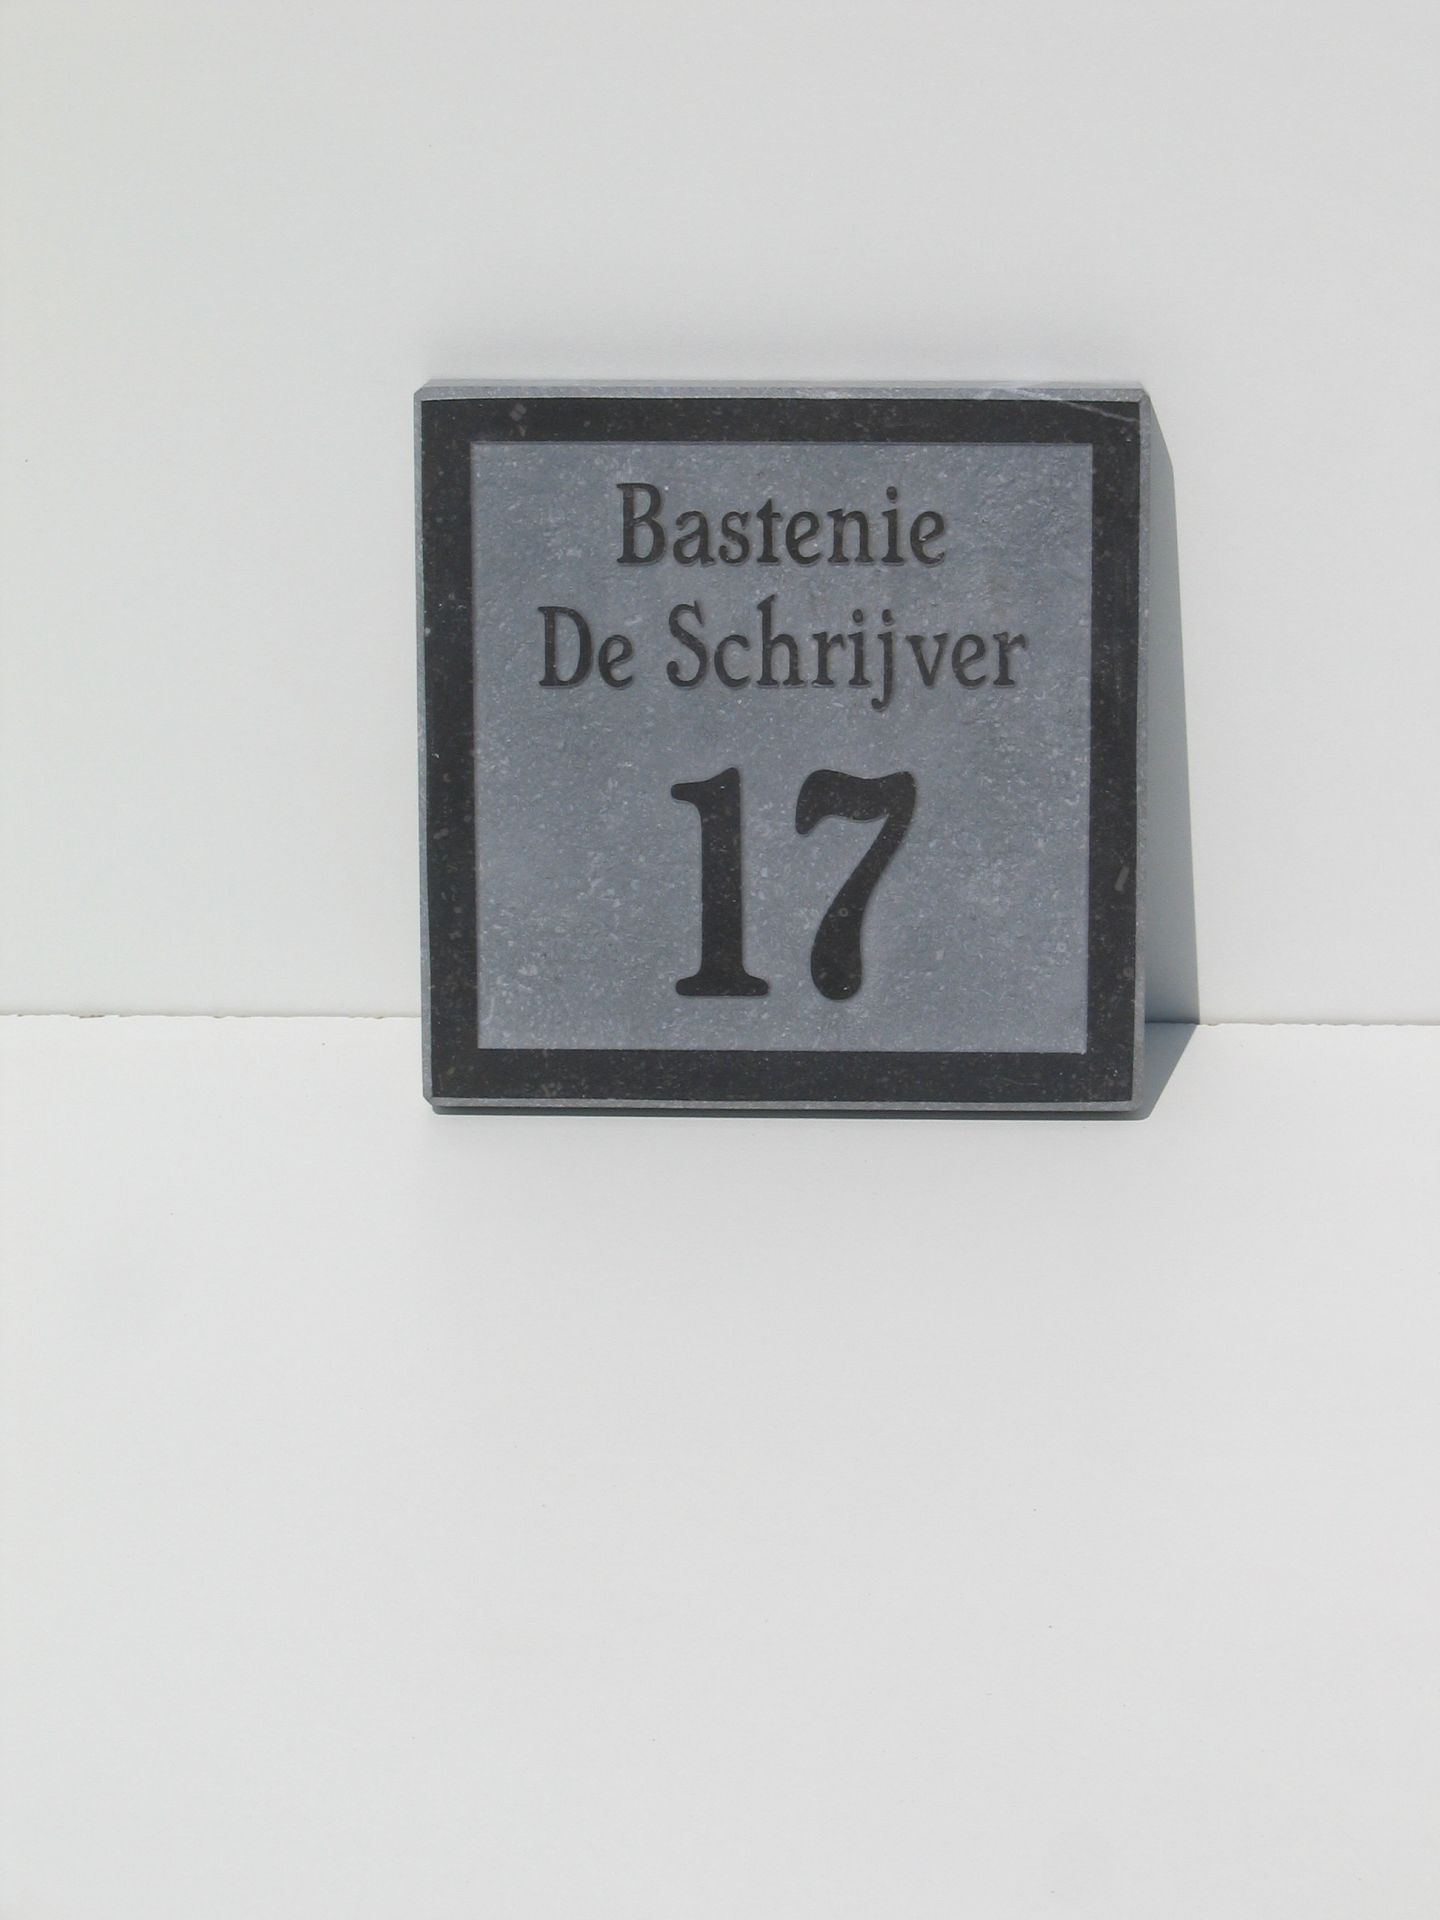 Bastenie
De Schrijver
17